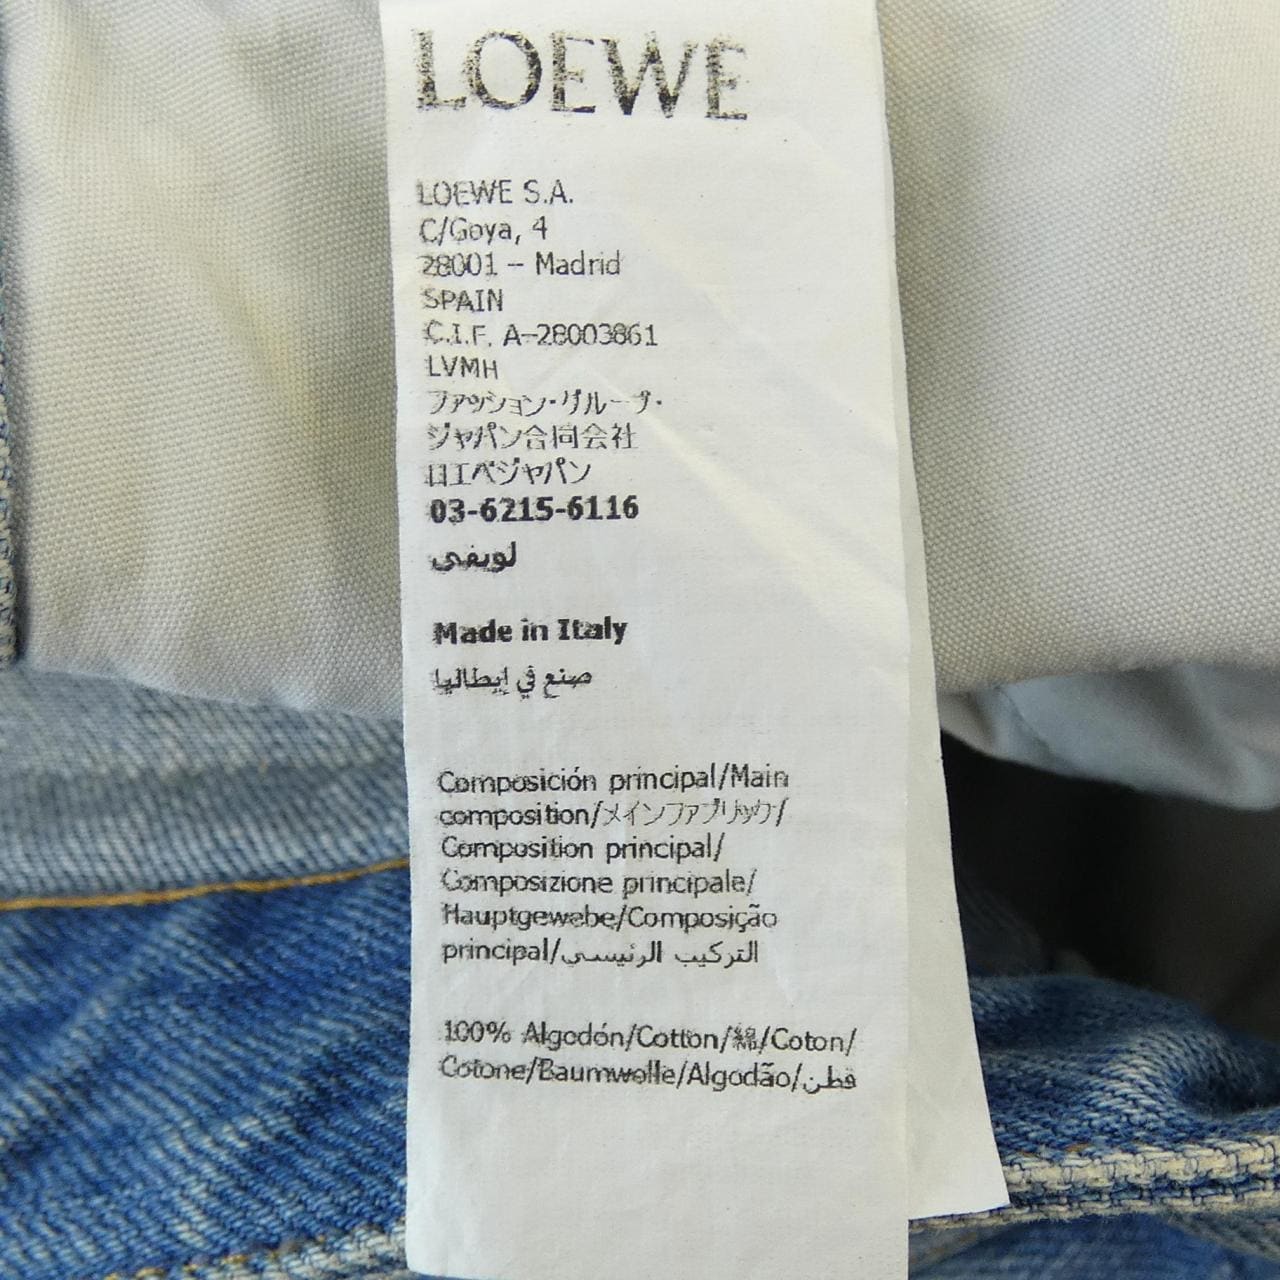 LOEWE
LOEWE S.A.
C/Goya, 4
28001 – Madrid
SPAIN
C.I.F. A-28003861
LVMH
ファッション・グループ・
ジャパン合同会社
ロエベジャパン
03-6215-6116
لويفي
Made in Italy
صنع في إيطاليا
Composición principal/Main
composition/メインファブリック/
Composition principal/
Composizione principale/
Hauptgewebe/Composição
principal/التركيب الرئيسي
100% Algodón/Cotton/綿/Coton/
Cotone/Baumwolle/Algodão/قطن